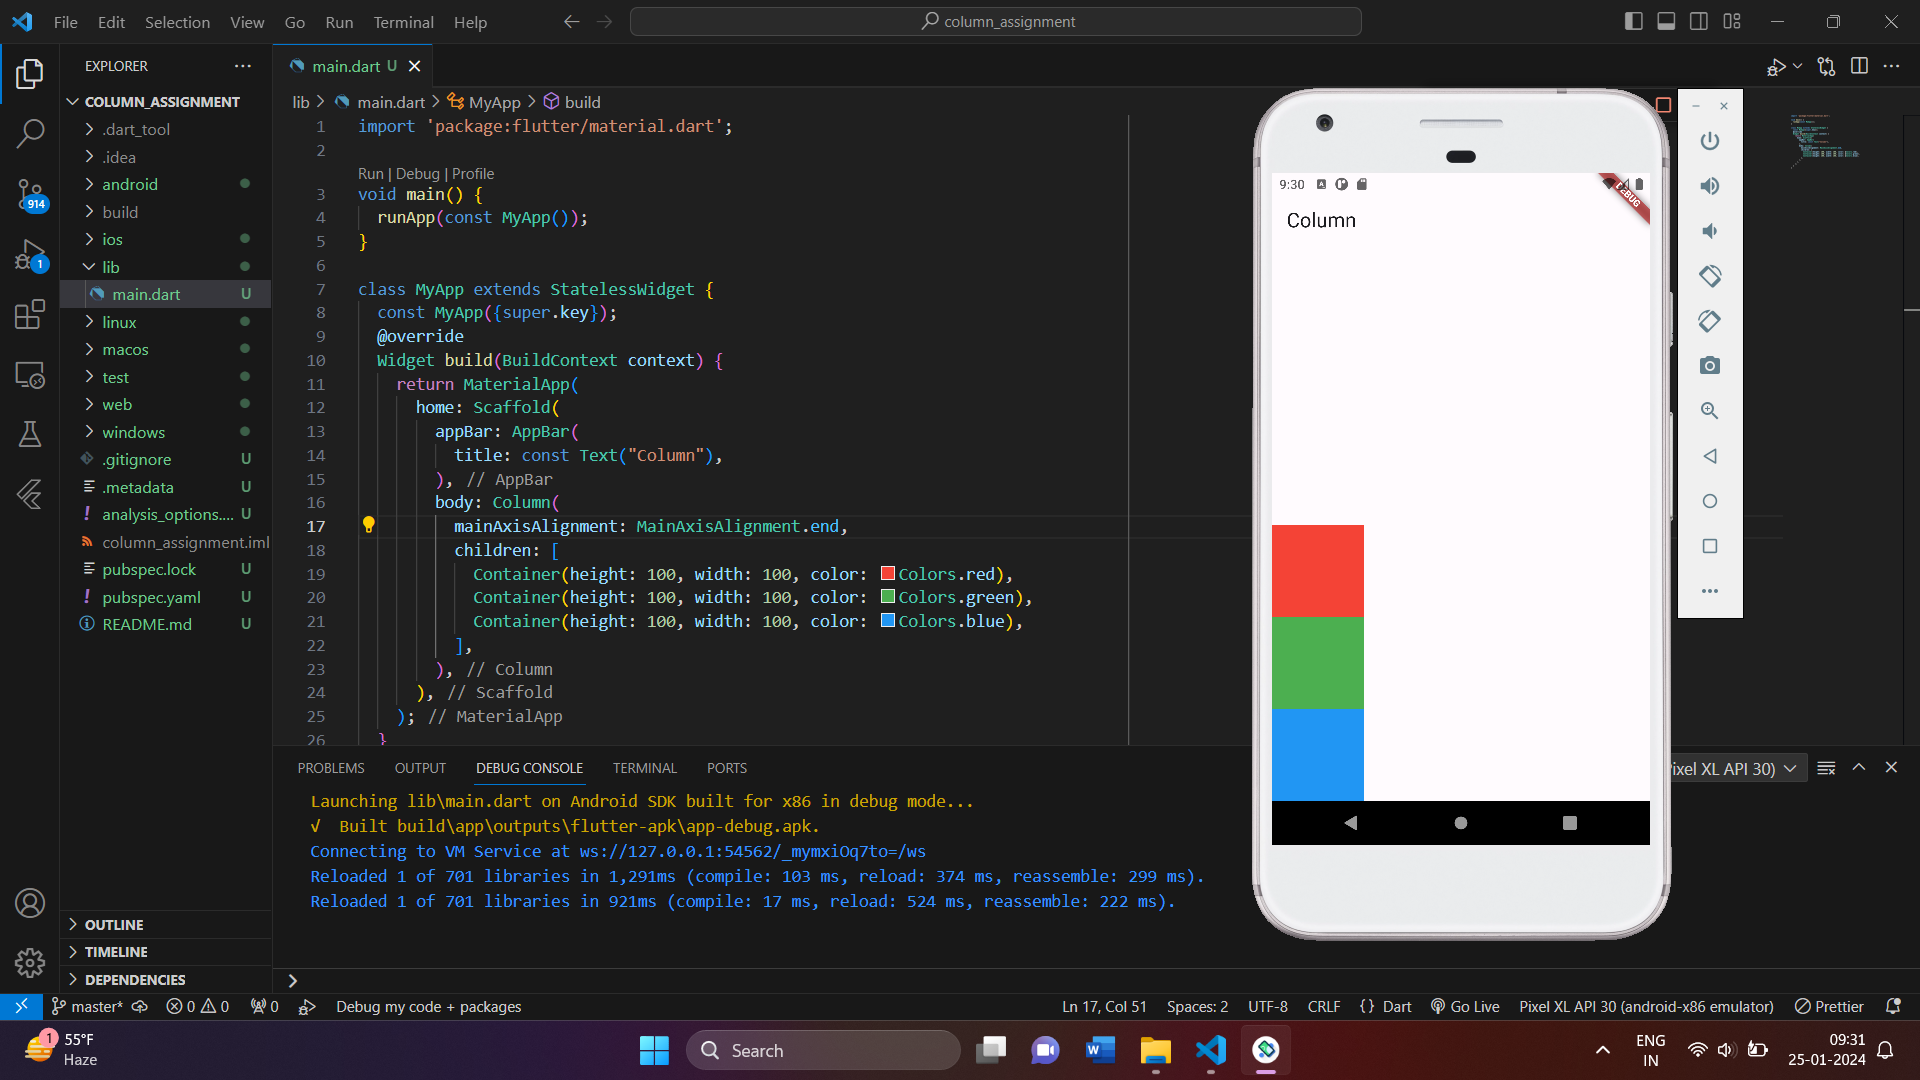 File Edit Selection View Go Run Terminal Help
column_assignment
EXPLORER
COLUMN_ASSIGNMENT
.dart_tool
.idea
android
build
ios
lib
main.dart U
linux
macos
test
web
windows
.gitignore U
.metadata U
analysis_options.... U
column_assignment.iml
pubspec.lock U
pubspec.yaml U
README.md U
OUTLINE
TIMELINE
DEPENDENCIES
914
1
main.dart U
lib > main.dart > MyApp > build
1 import 'package:flutter/material.dart';
2
Run | Debug | Profile
3 void main() {
4 runApp(const MyApp());
5 }
6
7 class MyApp extends StatelessWidget {
8 const MyApp({super.key});
9 @override
10 Widget build(BuildContext context) {
11 return MaterialApp(
12 home: Scaffold(
13 appBar: AppBar(
14 title: const Text("Column"),
15 ), // AppBar
16 body: Column(
17 mainAxisAlignment: MainAxisAlignment.end,
18 children: [
19 Container(height: 100, width: 100, color: Colors.red),
20 Container(height: 100, width: 100, color: Colors.green),
21 Container(height: 100, width: 100, color: Colors.blue),
22 ],
23 ), // Column
24 ), // Scaffold
25 ); // MaterialApp
26 }
9:30
DEBUG
Column
PROBLEMS OUTPUT DEBUG CONSOLE TERMINAL PORTS
ixel XL API 30)
Launching lib\main.dart on Android SDK built for x86 in debug mode...
√ Built build\app\outputs\flutter-apk\app-debug.apk.
Connecting to VM Service at ws://127.0.0.1:54562/_mymxiOq7to=/ws
Reloaded 1 of 701 libraries in 1,291ms (compile: 103 ms, reload: 374 ms, reassemble: 299 ms).
Reloaded 1 of 701 libraries in 921ms (compile: 17 ms, reload: 524 ms, reassemble: 222 ms).
master* 0 0 0 Debug my code + packages
Ln 17, Col 51 Spaces: 2 UTF-8 CRLF {} Dart Go Live Pixel XL API 30 (android-x86 emulator) Prettier
1
55°F
Haze
Search
ENG
IN
09:31
25-01-2024